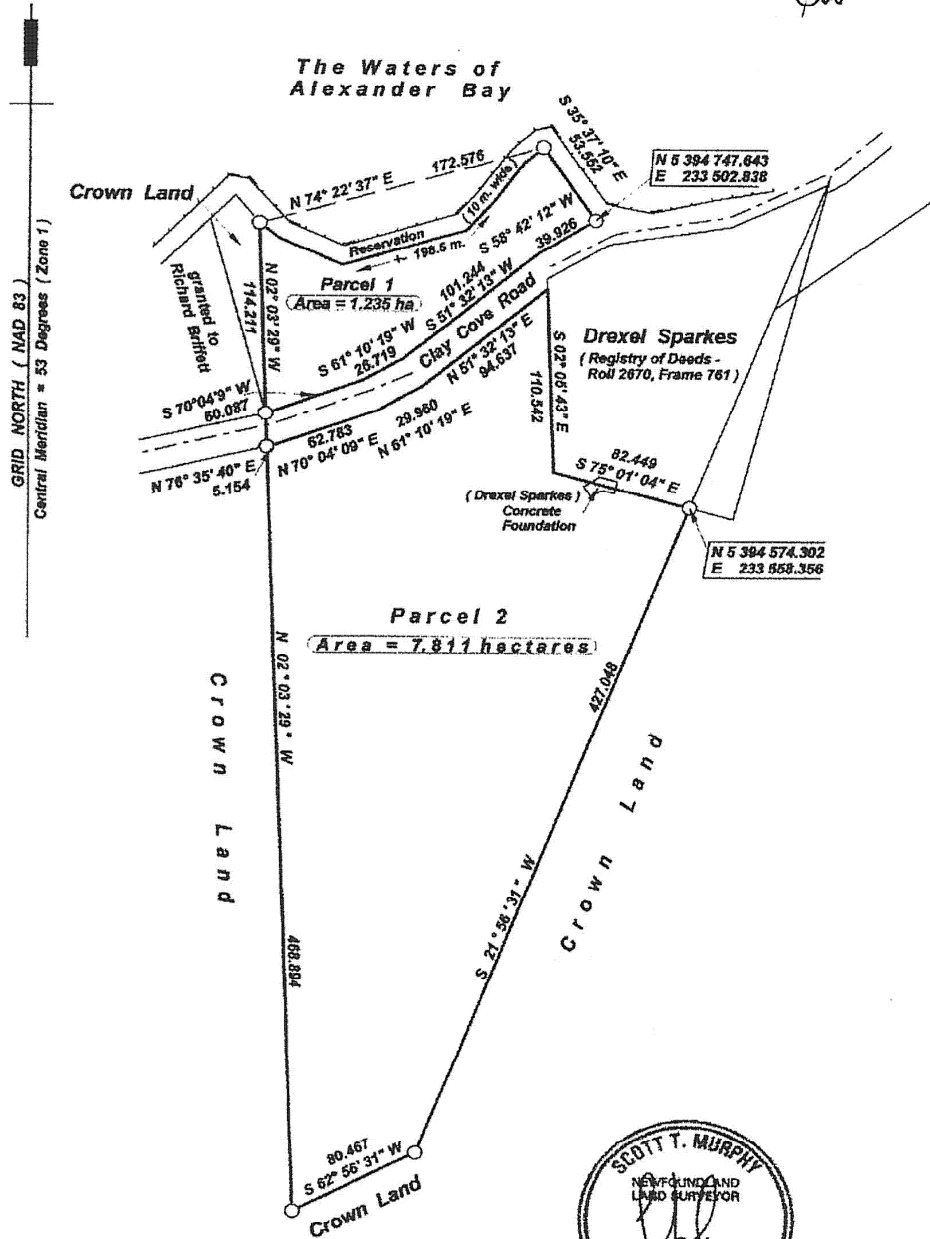 The Waters of
Alexander Bay
GRID NORTH ( NAD 83 )
Central Meridian = 53 Degrees ( Zone 1 )
Crown Land
N 74° 22' 37" E
172.576
S 35° 37' 10" E
53.552
N 5 394 747.643
E 233 502.838
( 10 m. wide )
Reservation
+- 198.5 m.
S 58° 42' 12" W
39.926
granted to
Richard Briffett
N 02° 03' 29" W
114.211
Parcel 1
Area = 1.235 ha
101.244
S 51° 32' 13" W
S 61° 10' 19" W
26.719
Clay Cove Road
N 51° 32' 13" E
94.637
S 70°04'9" W
60.087
62.783
N 70° 04' 09" E
29.960
N 61° 10' 19" E
N 76° 35' 40" E
5.154
S 02° 05' 43" E
110.542
Drexel Sparkes
( Registry of Deeds -
Roll 2670, Frame 761 )
82.449
S 75° 01' 04" E
( Drexel Sparkes )
Concrete
Foundation
N 5 394 574.302
E 233 558.356
Parcel 2
Area = 7.811 hectares
N 02° 03' 29" W
468.894
Crown Land
427.048
S 21° 56' 31" W
Crown Land
80.467
S 62° 56' 31" W
Crown Land
SCOTT T. MURPHY
NEWFOUNDLAND
LAND SURVEYOR